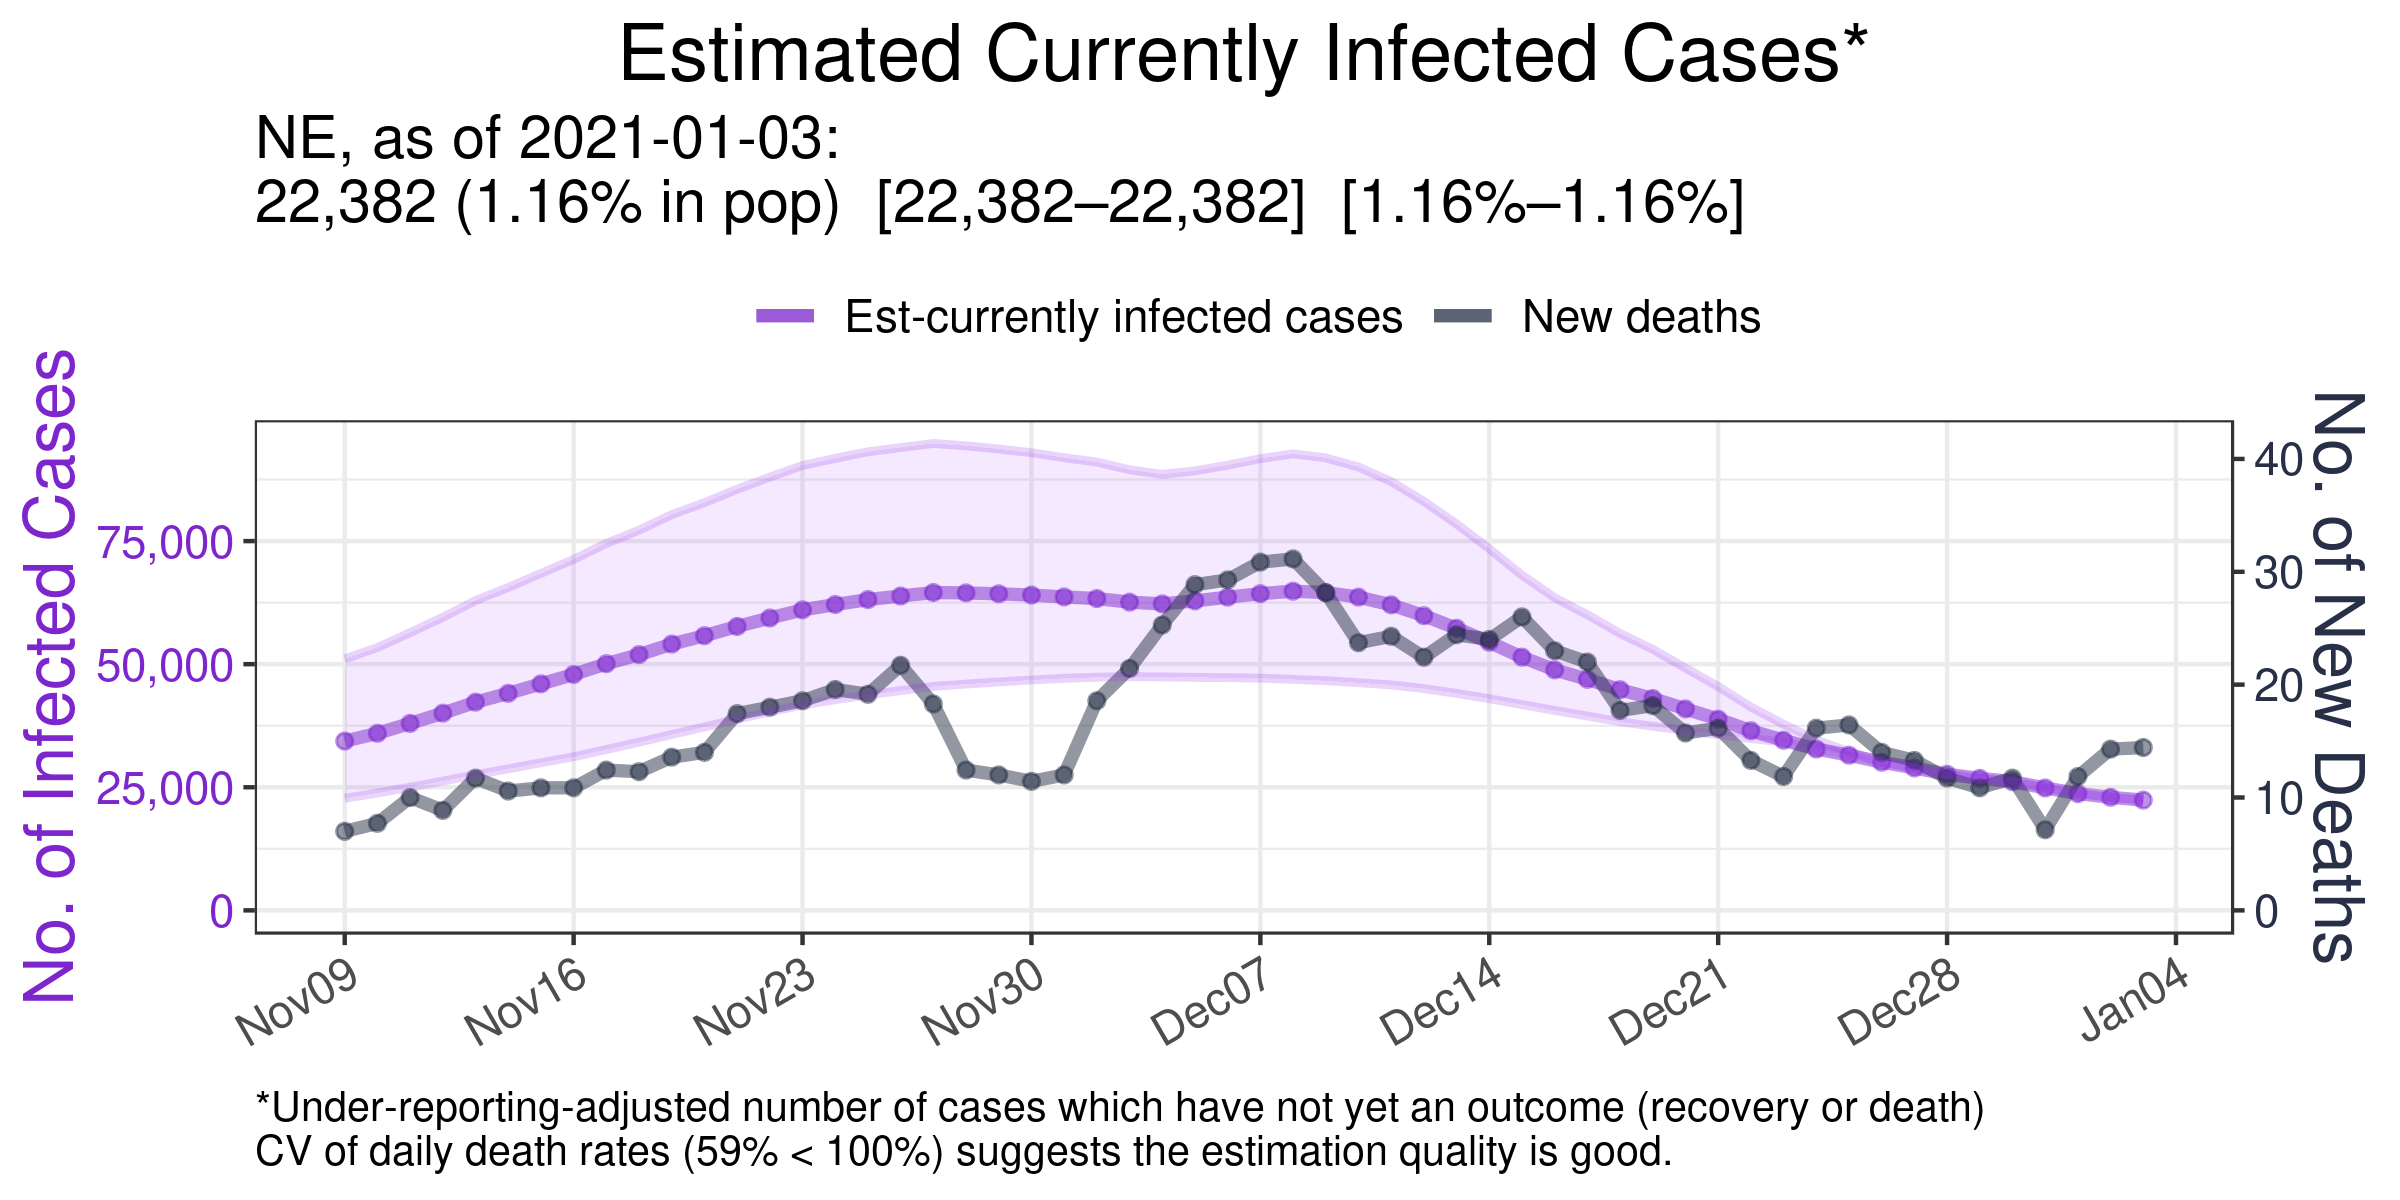 Estimated Currently Infected Cases*
NE, as of 2021-01-03:
22,382 (1.16% in pop)  [22,382–22,382]  [1.16%–1.16%]
Est-currently infected cases
New deaths
No. of Infected Cases
75,000
50,000
25,000
0
40
30
20
10
0
No. of New Deaths
Nov09
Nov16
Nov23
Nov30
Dec07
Dec14
Dec21
Dec28
Jan04
*Under-reporting-adjusted number of cases which have not yet an outcome (recovery or death)
CV of daily death rates (59% < 100%) suggests the estimation quality is good.